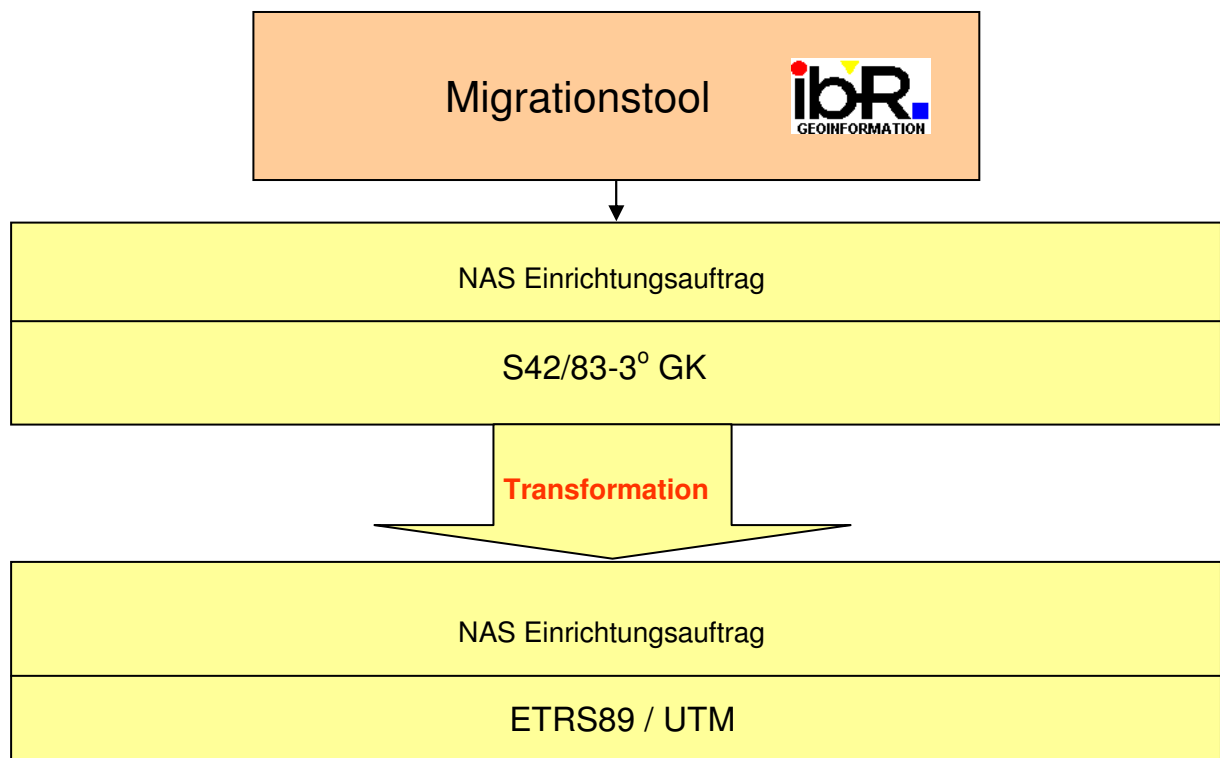 Migrationstool
ibR.
GEOINFORMATION
NAS Einrichtungsauftrag
S42/83-3° GK
Transformation
NAS Einrichtungsauftrag
ETRS89 / UTM